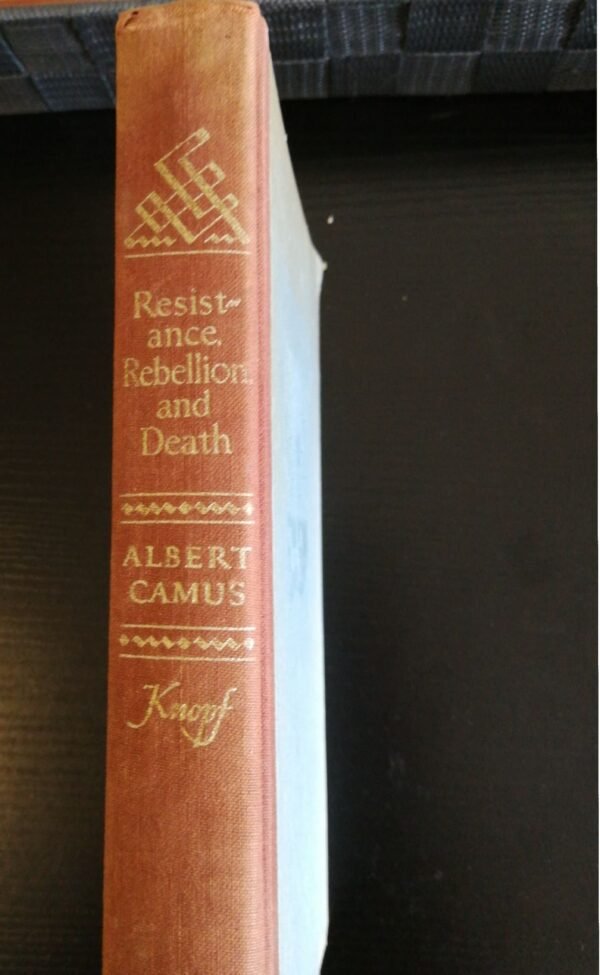 Resist-
ance,
Rebellion,
and
Death
ALBERT
CAMUS
Knopf